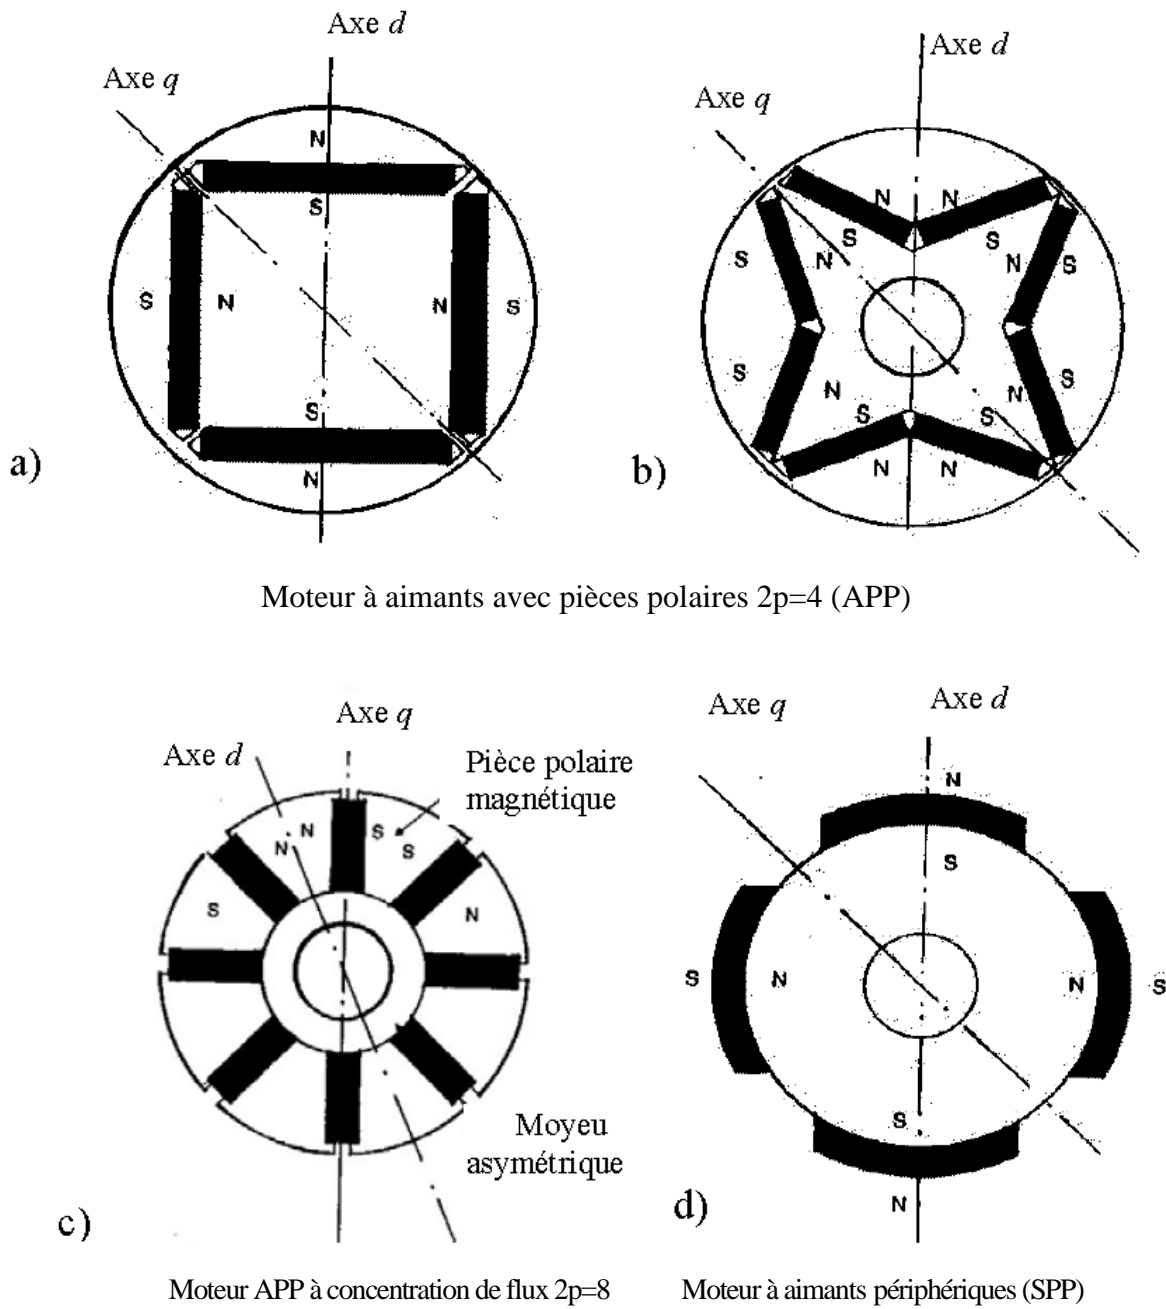 Axe d
Axe q
N
S
S
N
N
S
S
N
a)
Axe d
Axe q
N
N
S
S
S
N
N
S
S
N
N
S
S
S
N
N
b)
Moteur à aimants avec pièces polaires 2p=4 (APP)
Axe q
Axe d
Pièce polaire
magnétique
N
N
S
S
S
N
Moyeu
asymétrique
c)
Axe q
Axe d
N
S
S
N
N
S
S
N
d)
Moteur APP à concentration de flux 2p=8
Moteur à aimants périphériques (SPP)